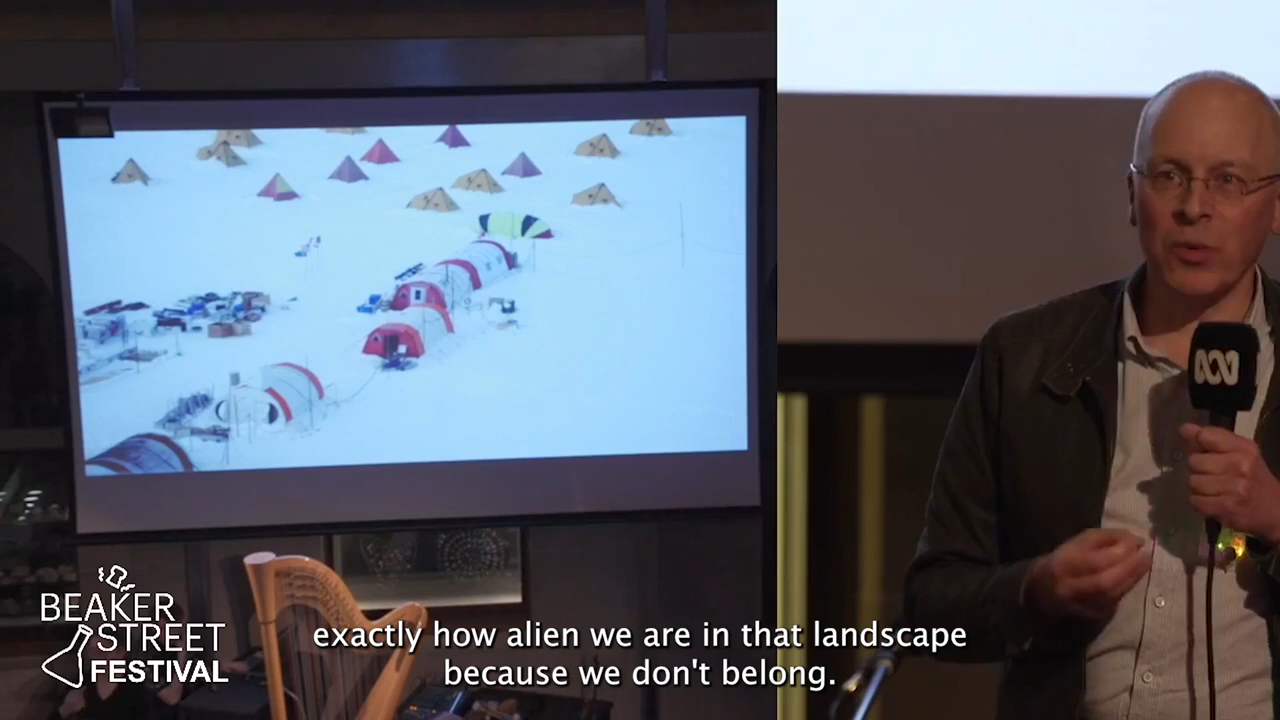 BEAKER
STREET
FESTIVAL
exactly how alien we are in that landscape
because we don't belong.